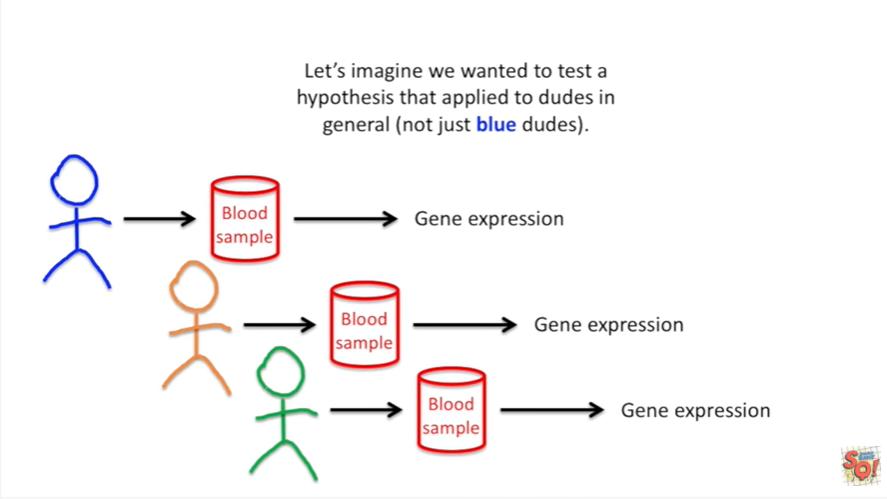 Let's imagine we wanted to test a
hypothesis that applied to dudes in
general (not just blue dudes).
Blood
sample
Gene expression
Blood
sample
Gene expression
Blood
sample
Gene expression
SQ!